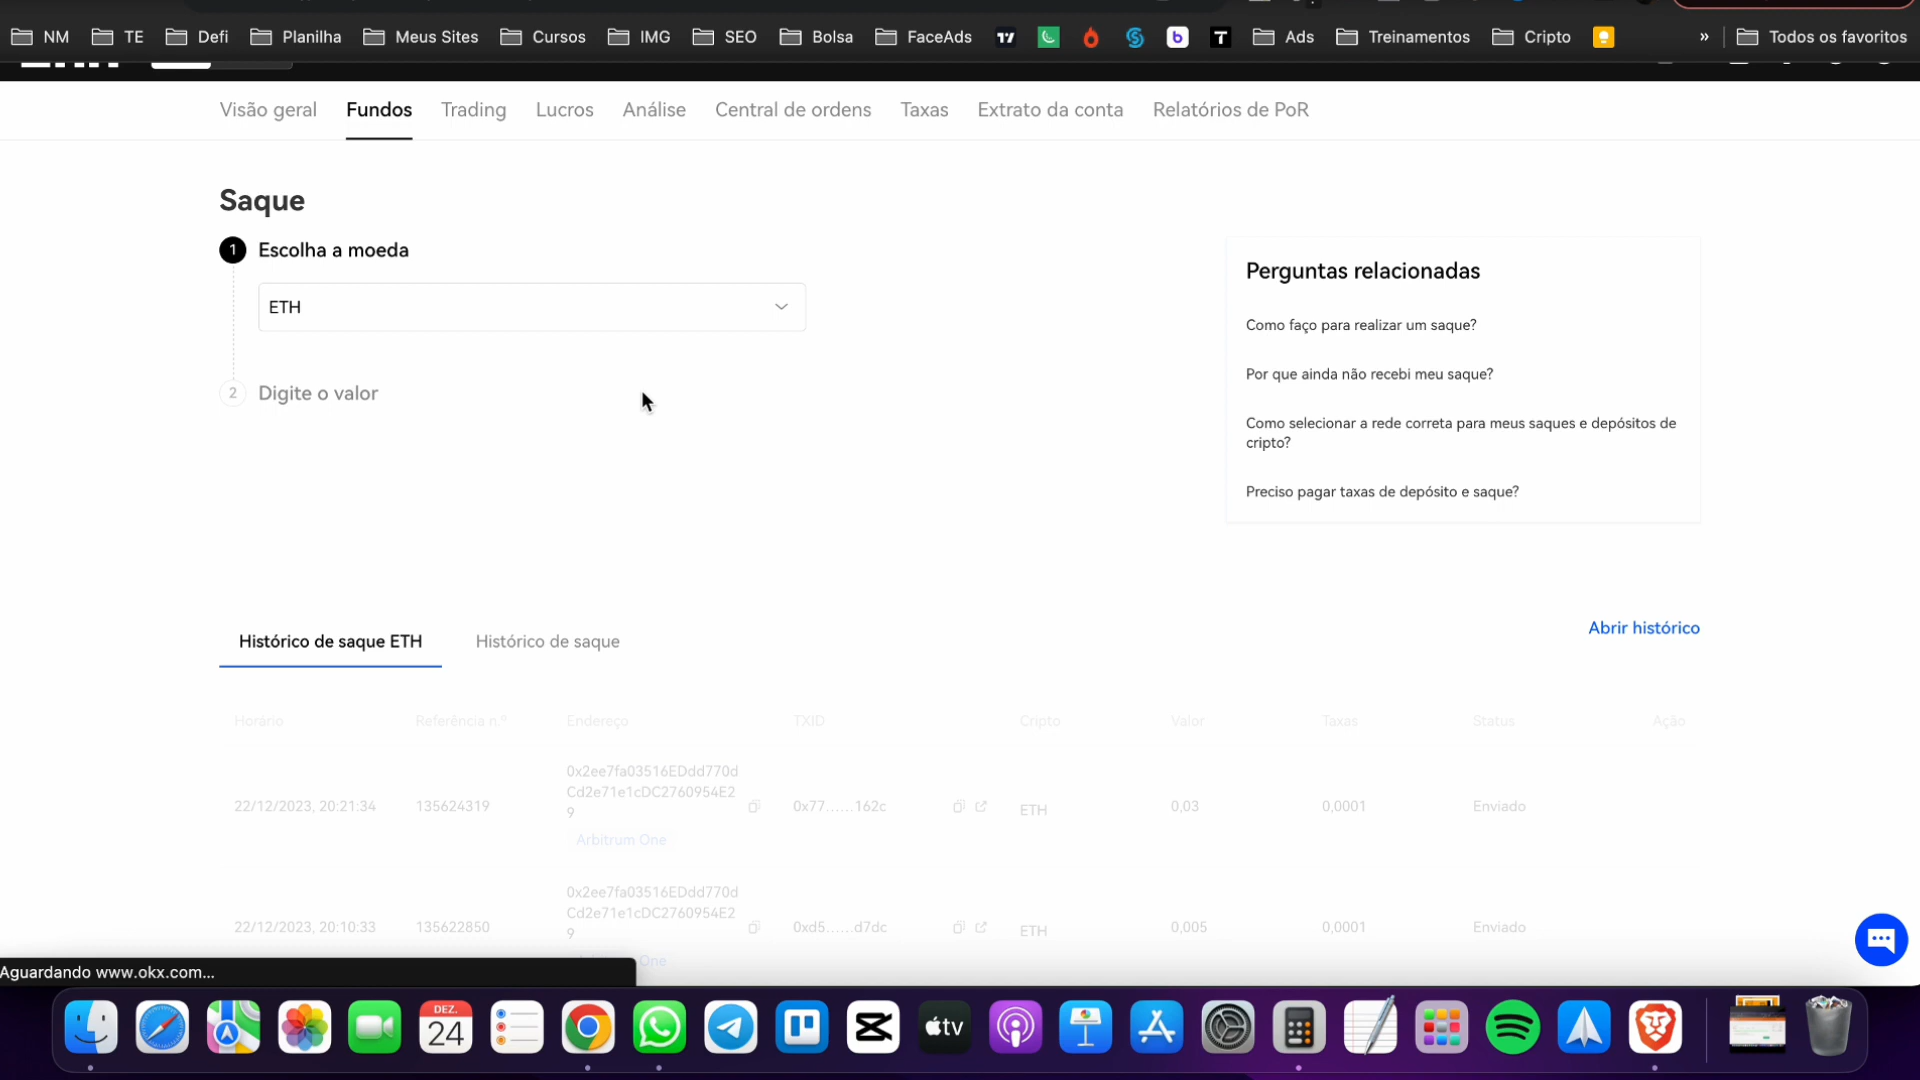 NM TE Defi Planilha Meus Sites Cursos IMG SEO Bolsa FaceAds Ads Treinamentos Cripto » Todos os favoritos
Visão geral Fundos Trading Lucros Análise Central de ordens Taxas Extrato da conta Relatórios de PoR
Saque
1 Escolha a moeda
ETH
2 Digite o valor
Perguntas relacionadas
Como faço para realizar um saque?
Por que ainda não recebi meu saque?
Como selecionar a rede correta para meus saques e depósitos de
cripto?
Preciso pagar taxas de depósito e saque?
Histórico de saque ETH Histórico de saque Abrir histórico
Horário Referência n.º Endereço TXID Cripto Valor Taxas Status Ação
0x2ee7fa03516EDdd770d
Cd2e71e1cDC2760954E2
9
22/12/2023, 20:21:34 135624319 0x77......162c ETH 0,03 0,0001 Enviado
Arbitrum One
0x2ee7fa03516EDdd770d
Cd2e71e1cDC2760954E2
9
22/12/2023, 20:10:33 135622850 0xd5......d7dc ETH 0,005 0,0001 Enviado
One
Aguardando www.okx.com...
DEZ.
24
tv